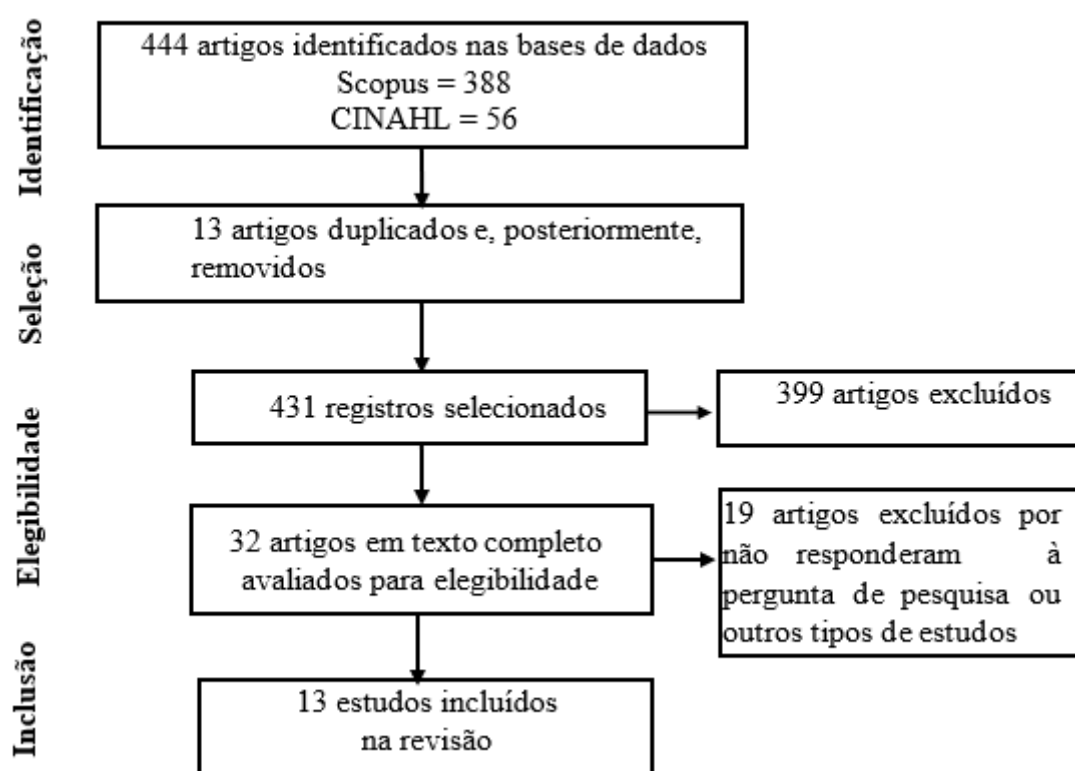 Identificação
444 artigos identificados nas bases de dados
Scopus = 388
CINAHL = 56
Seleção
13 artigos duplicados e, posteriormente,
removidos
Elegibilidade
431 registros selecionados
399 artigos excluídos
32 artigos em texto completo
avaliados para elegibilidade
19 artigos excluídos por
não responderam à
pergunta de pesquisa ou
outros tipos de estudos
Inclusão
13 estudos incluídos
na revisão